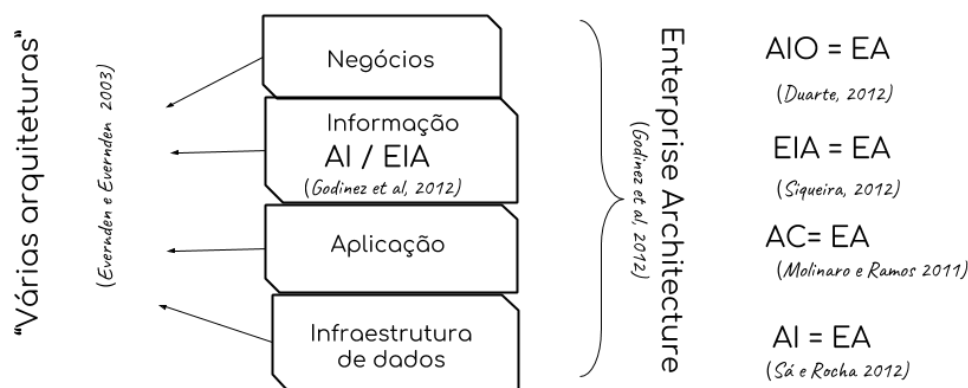 "Várias arquiteturas"
(Evernden e Evernden 2003)
Negócios
Informação
AI / EIA
(Godinez et al, 2012)
Aplicação
Infraestrutura
de dados
Enterprise Architecture
(Godinez et al, 2012)
AIO = EA
(Duarte, 2012)
EIA = EA
(Siqueira, 2012)
AC= EA
(Molinaro e Ramos 2011)
AI = EA
(Sá e Rocha 2012)